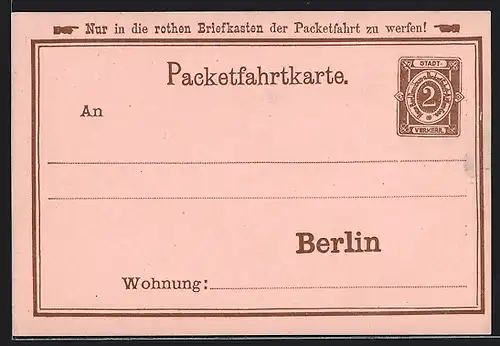 Nur in die rothen Briefkasten der Packetfahrt zu werfen!
Packetfahrtkarte.
STADT-
2
VERKEHR.
An
Berlin
Wohnung: